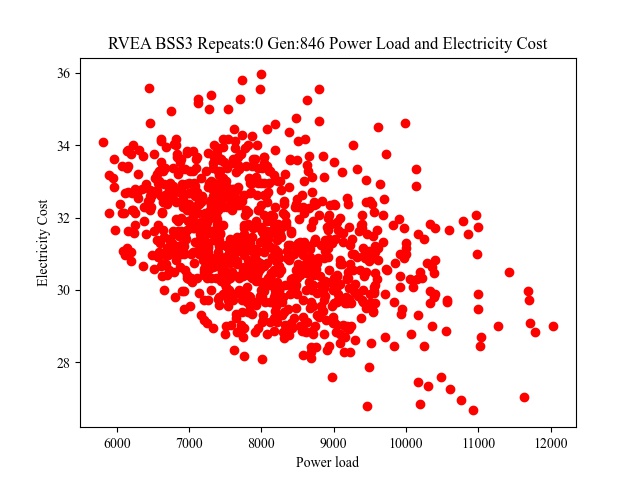 RVEA BSS3 Repeats:0 Gen:846 Power Load and Electricity Cost
36
34
32
30
28
Electricity Cost
6000 7000 8000 9000 10000 11000 12000
Power load